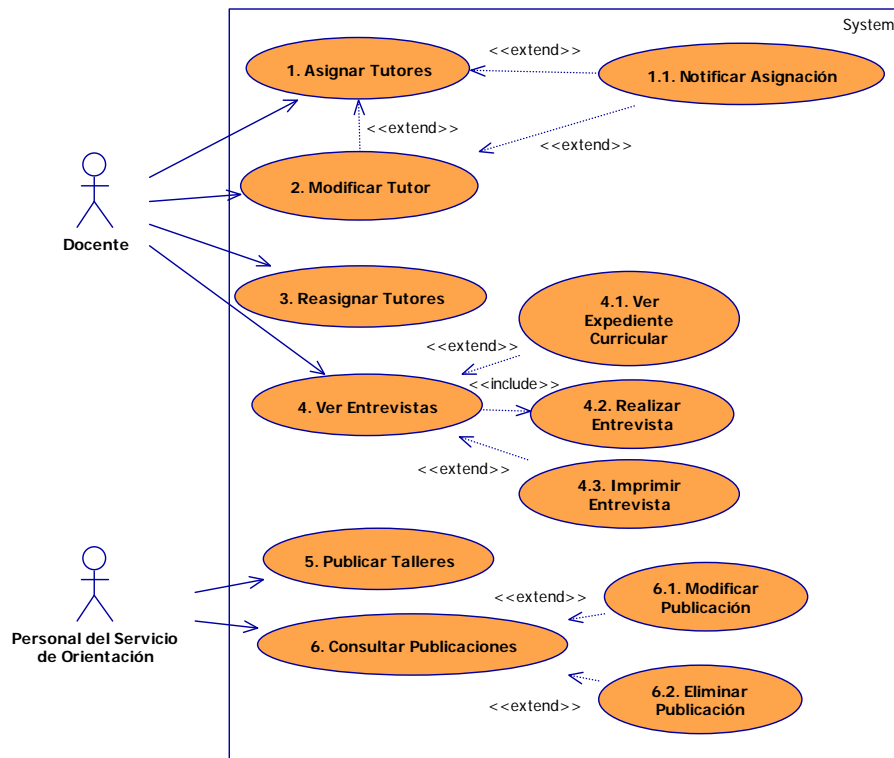 System
<<extend>>
1. Asignar Tutores
1.1. Notificar Asignación
<<extend>>
<<extend>>
2. Modificar Tutor
Docente
3. Reasignar Tutores
4.1. Ver
Expediente
Curricular
<<extend>>
<<include>>
4. Ver Entrevistas
4.2. Realizar
Entrevista
<<extend>>
4.3. Imprimir
Entrevista
5. Publicar Talleres
6.1. Modificar
Publicación
<<extend>>
Personal del Servicio
de Orientación
6. Consultar Publicaciones
6.2. Eliminar
Publicación
<<extend>>